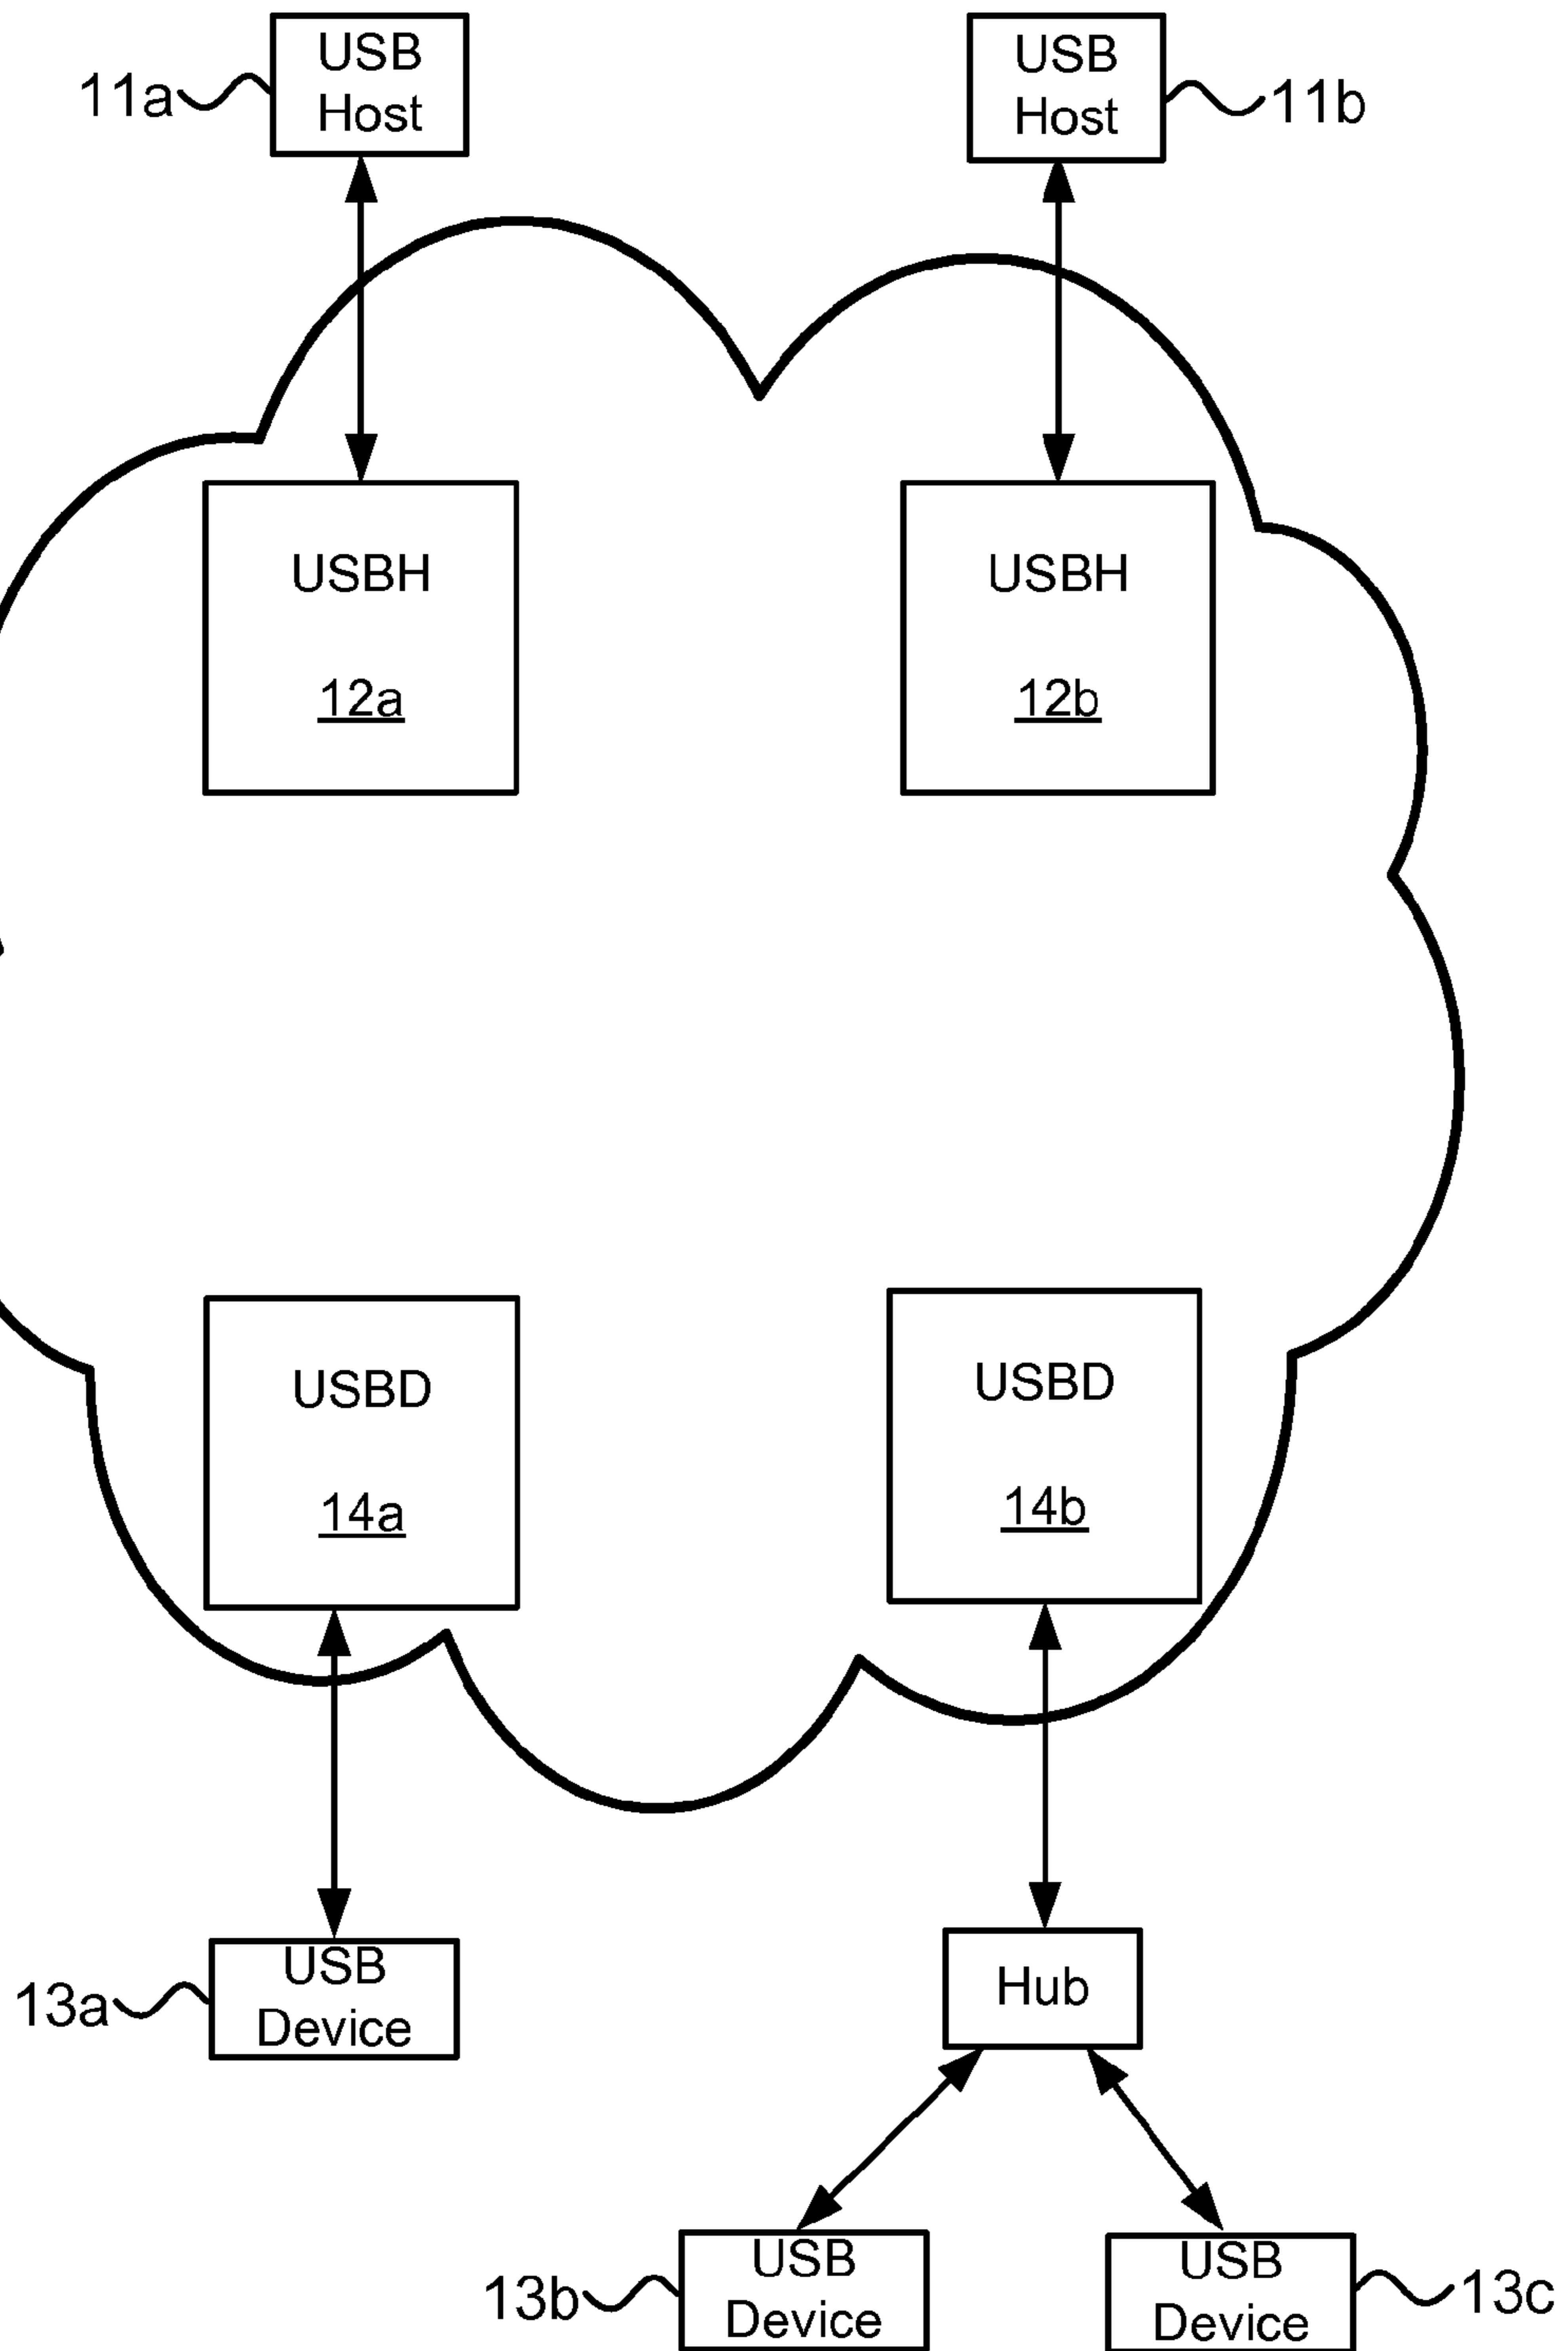 USB
Host
11a
USB
Host
11b
USBH
12a
USBH
12b
USBD
14a
USBD
14b
USB
Device
13a
Hub
USB
Device
13b
USB
Device
13c